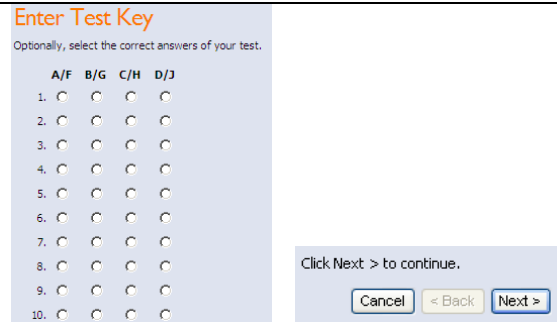 Enter Test Key
Optionally, select the correct answers of your test.
A/F B/G C/H D/J
1.
2.
3.
4.
5.
6.
7.
8.
9.
10.
Click Next > to continue.
Cancel < Back Next >